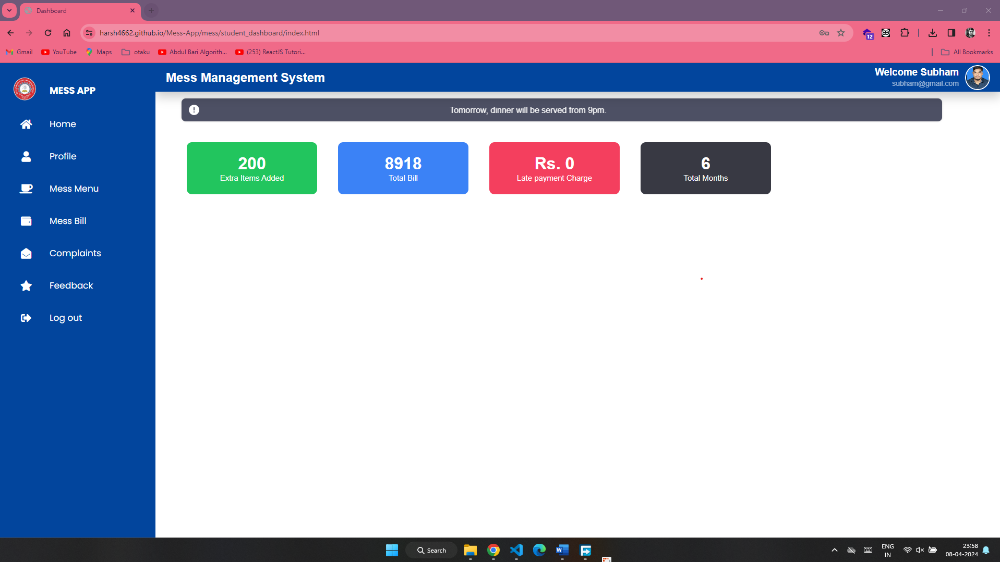 Dashboard
harsh4662.github.io/Mess-App/mess/student_dashboard/index.html
12
Gmail
YouTube
Maps
otaku
Abdul Bari Algorith...
(253) ReactJS Tutori...
All Bookmarks
MESS APP
Mess Management System
Welcome Subham
subham@gmail.com
Tomorrow, dinner will be served from 9pm.
Home
Profile
Mess Menu
Mess Bill
Complaints
Feedback
Log out
200
Extra Items Added
8918
Total Bill
Rs. 0
Late payment Charge
6
Total Months
Search
ENG
IN
23:58
08-04-2024